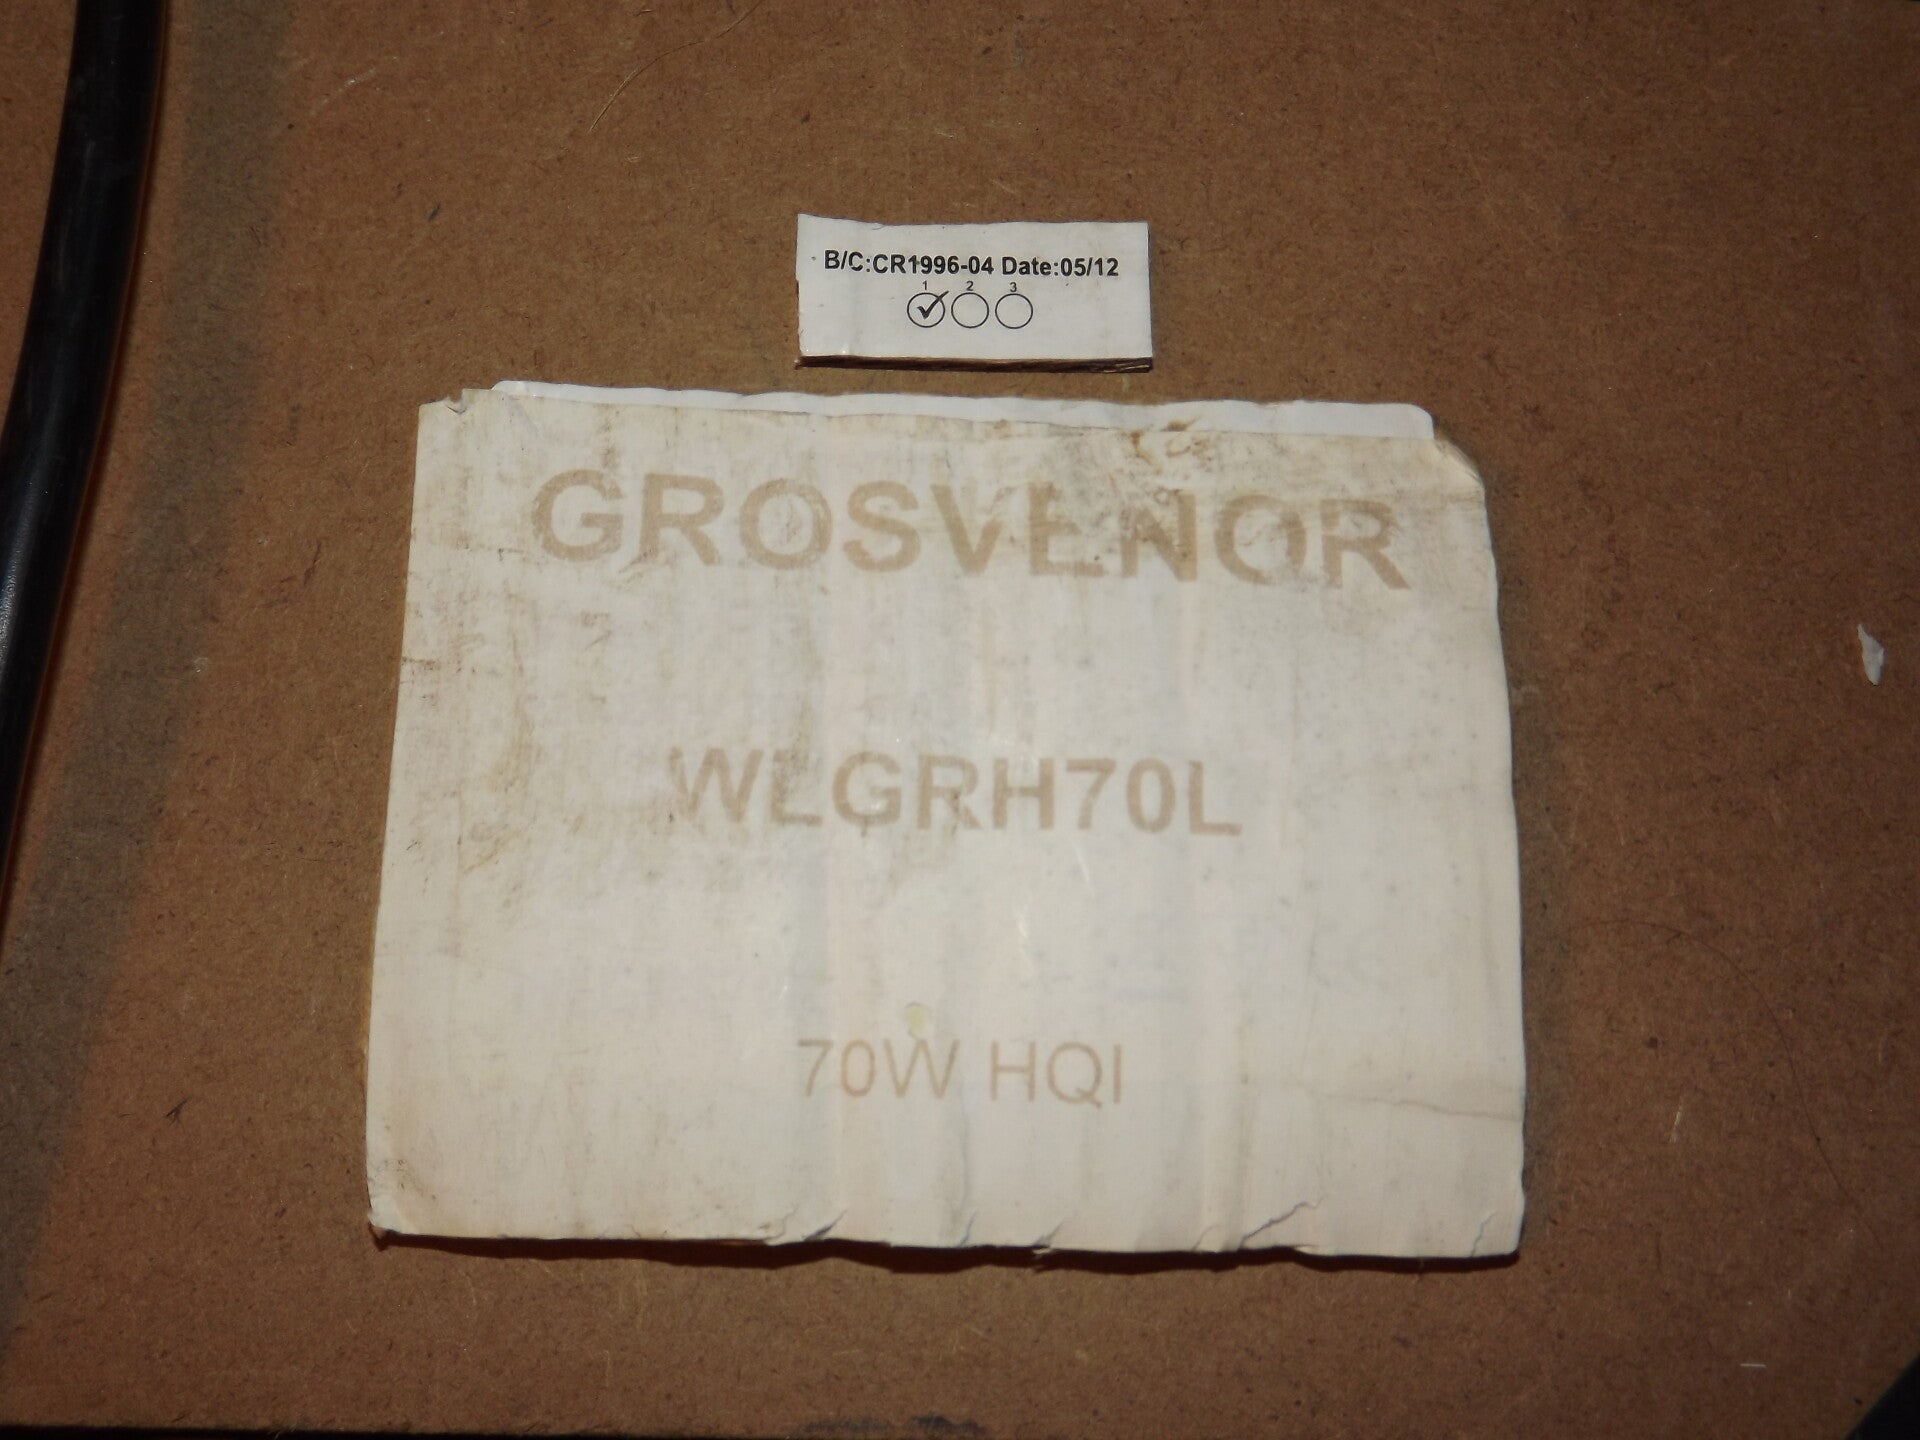 B/C:CR1996-04 Date:05/12
1 2 3
GROSVENOR
WLGRH70L
70W HQI